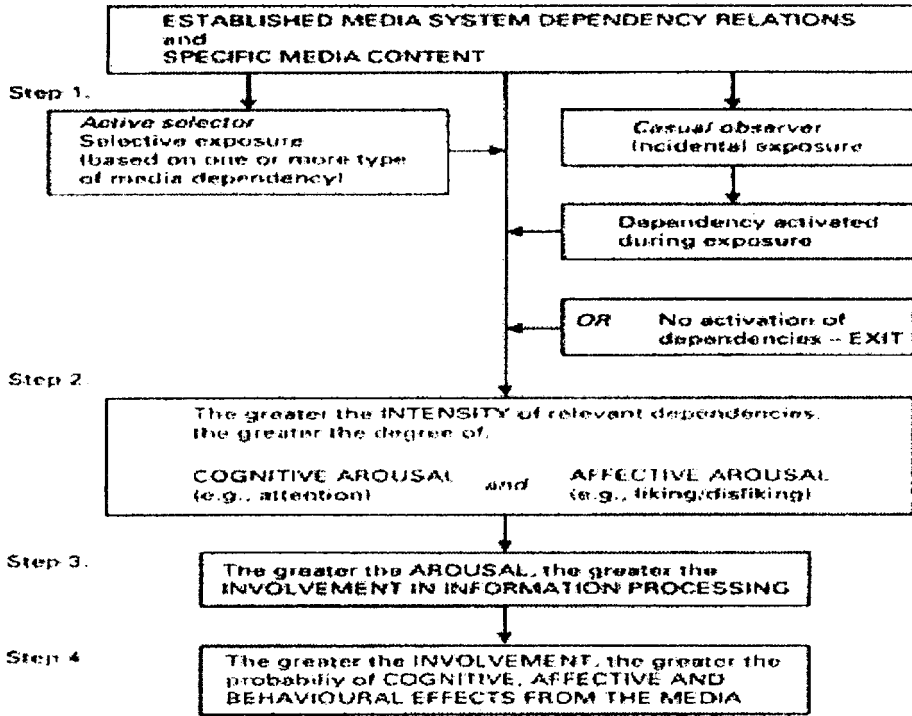 ESTABLISHED MEDIA SYSTEM DEPENDENCY RELATIONS
and
SPECIFIC MEDIA CONTENT
Step 1.
Active selector
Selective exposure
(based on one or more type
of media dependency)
Casual observer
Incidental exposure
Dependency activated
during exposure
OR No activation of
dependencies – EXIT
Step 2.
The greater the INTENSITY of relevant dependencies,
the greater the degree of,
COGNITIVE AROUSAL and AFFECTIVE AROUSAL
(e.g., attention) (e.g., liking/disliking)
Step 3.
The greater the AROUSAL, the greater the
INVOLVEMENT IN INFORMATION PROCESSING
Step 4
The greater the INVOLVEMENT, the greater the
probabiliy of COGNITIVE, AFFECTIVE AND
BEHAVIOURAL EFFECTS FROM THE MEDIA